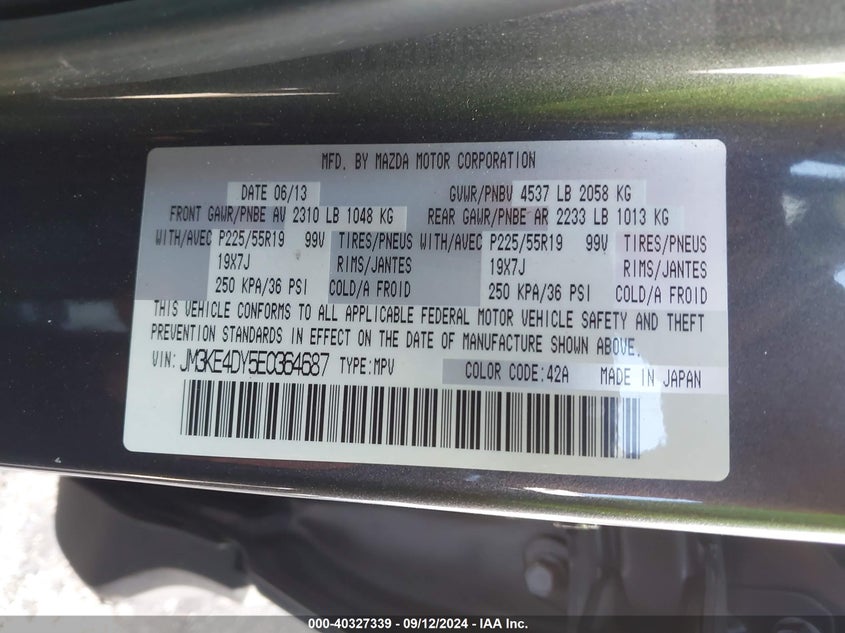 MFD. BY MAZDA MOTOR CORPORATION
DATE 06/13 GVWR/PNBV 4537 LB 2058 KG
FRONT GAWR/PNBE AV 2310 LB 1048 KG REAR GAWR/PNBE AR 2233 LB 1013 KG
WITH/AVEC P225/55R19 99V TIRES/PNEUS WITH/AVEC P225/55R19 99V TIRES/PNEUS
19X7J RIMS/JANTES 19X7J RIMS/JANTES
250 KPA/36 PSI COLD/A FROID 250 KPA/36 PSI COLD/A FROID
THIS VEHICLE CONFORMS TO ALL APPLICABLE FEDERAL MOTOR VEHICLE SAFETY AND THEFT
PREVENTION STANDARDS IN EFFECT ON THE DATE OF MANUFACTURE SHOWN ABOVE.
VIN: JM3KE4DY5E0364687 TYPE:MPV COLOR CODE:42A MADE IN JAPAN
000-40327339 - 09/12/2024 - IAA Inc.